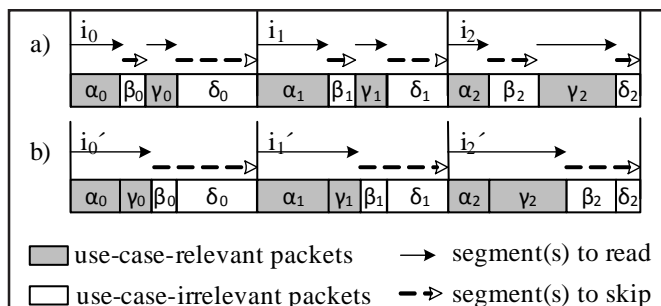 a) i₀ i₁ i₂
α₀ β₀ γ₀ δ₀ α₁ β₁ γ₁ δ₁ α₂ β₂ γ₂ δ₂
b) i₀´ i₁´ i₂´
α₀ γ₀ β₀ δ₀ α₁ γ₁ β₁ δ₁ α₂ γ₂ β₂ δ₂
use-case-relevant packets segment(s) to read
use-case-irrelevant packets segment(s) to skip